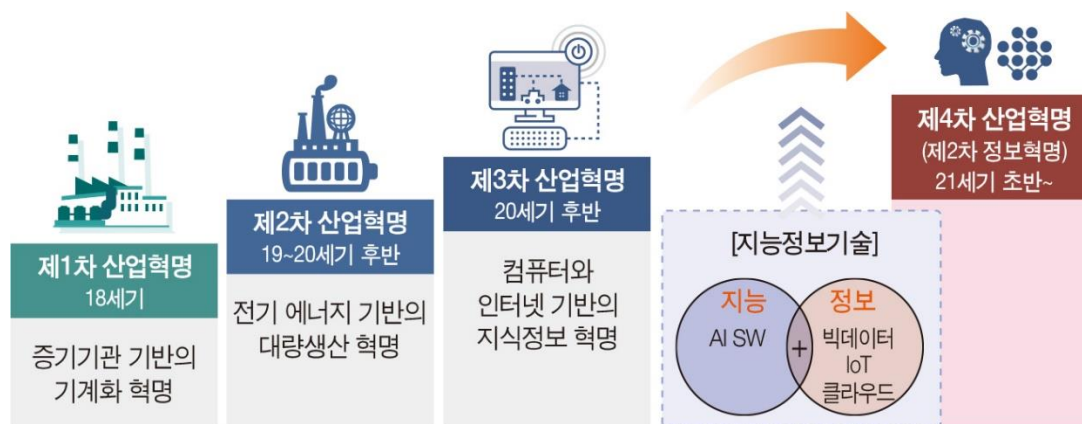 제1차 산업혁명
18세기
증기기관 기반의
기계화 혁명
제2차 산업혁명
19~20세기 후반
전기 에너지 기반의
대량생산 혁명
제3차 산업혁명
20세기 후반
컴퓨터와
인터넷 기반의
지식정보 혁명
[지능정보기술]
지능
AI SW
+
정보
빅데이터
IoT
클라우드
제4차 산업혁명
(제2차 정보혁명)
21세기 초반~